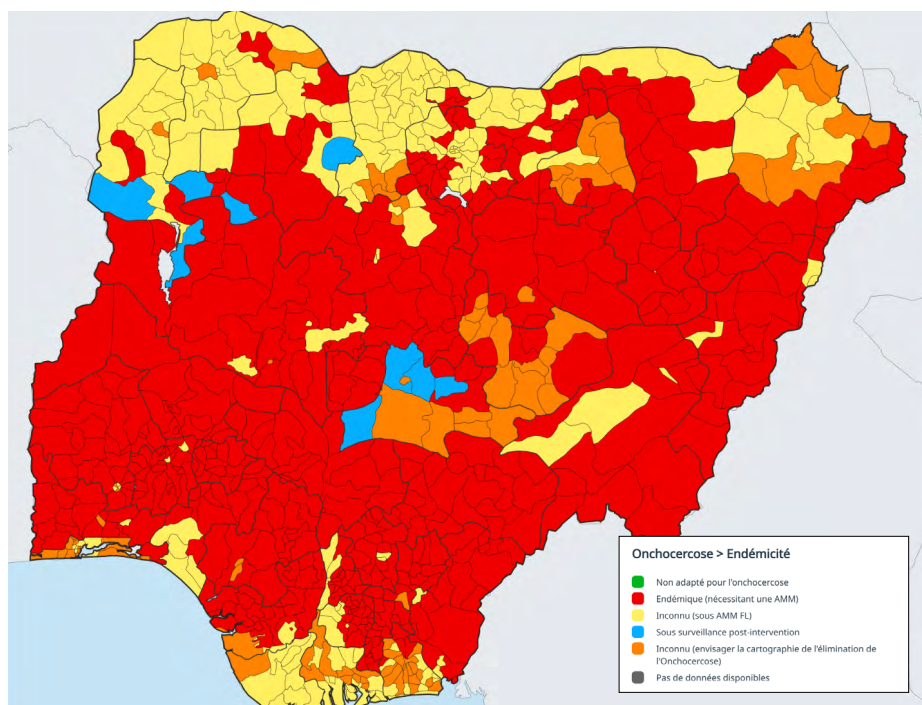 Onchocercose > Endémicité
Non adapté pour l'onchocercose
Endémique (nécessitant une AMM)
Inconnu (sous AMM FL)
Sous surveillance post-intervention
Inconnu (envisager la cartographie de l'élimination de
l'Onchocercose)
Pas de données disponibles